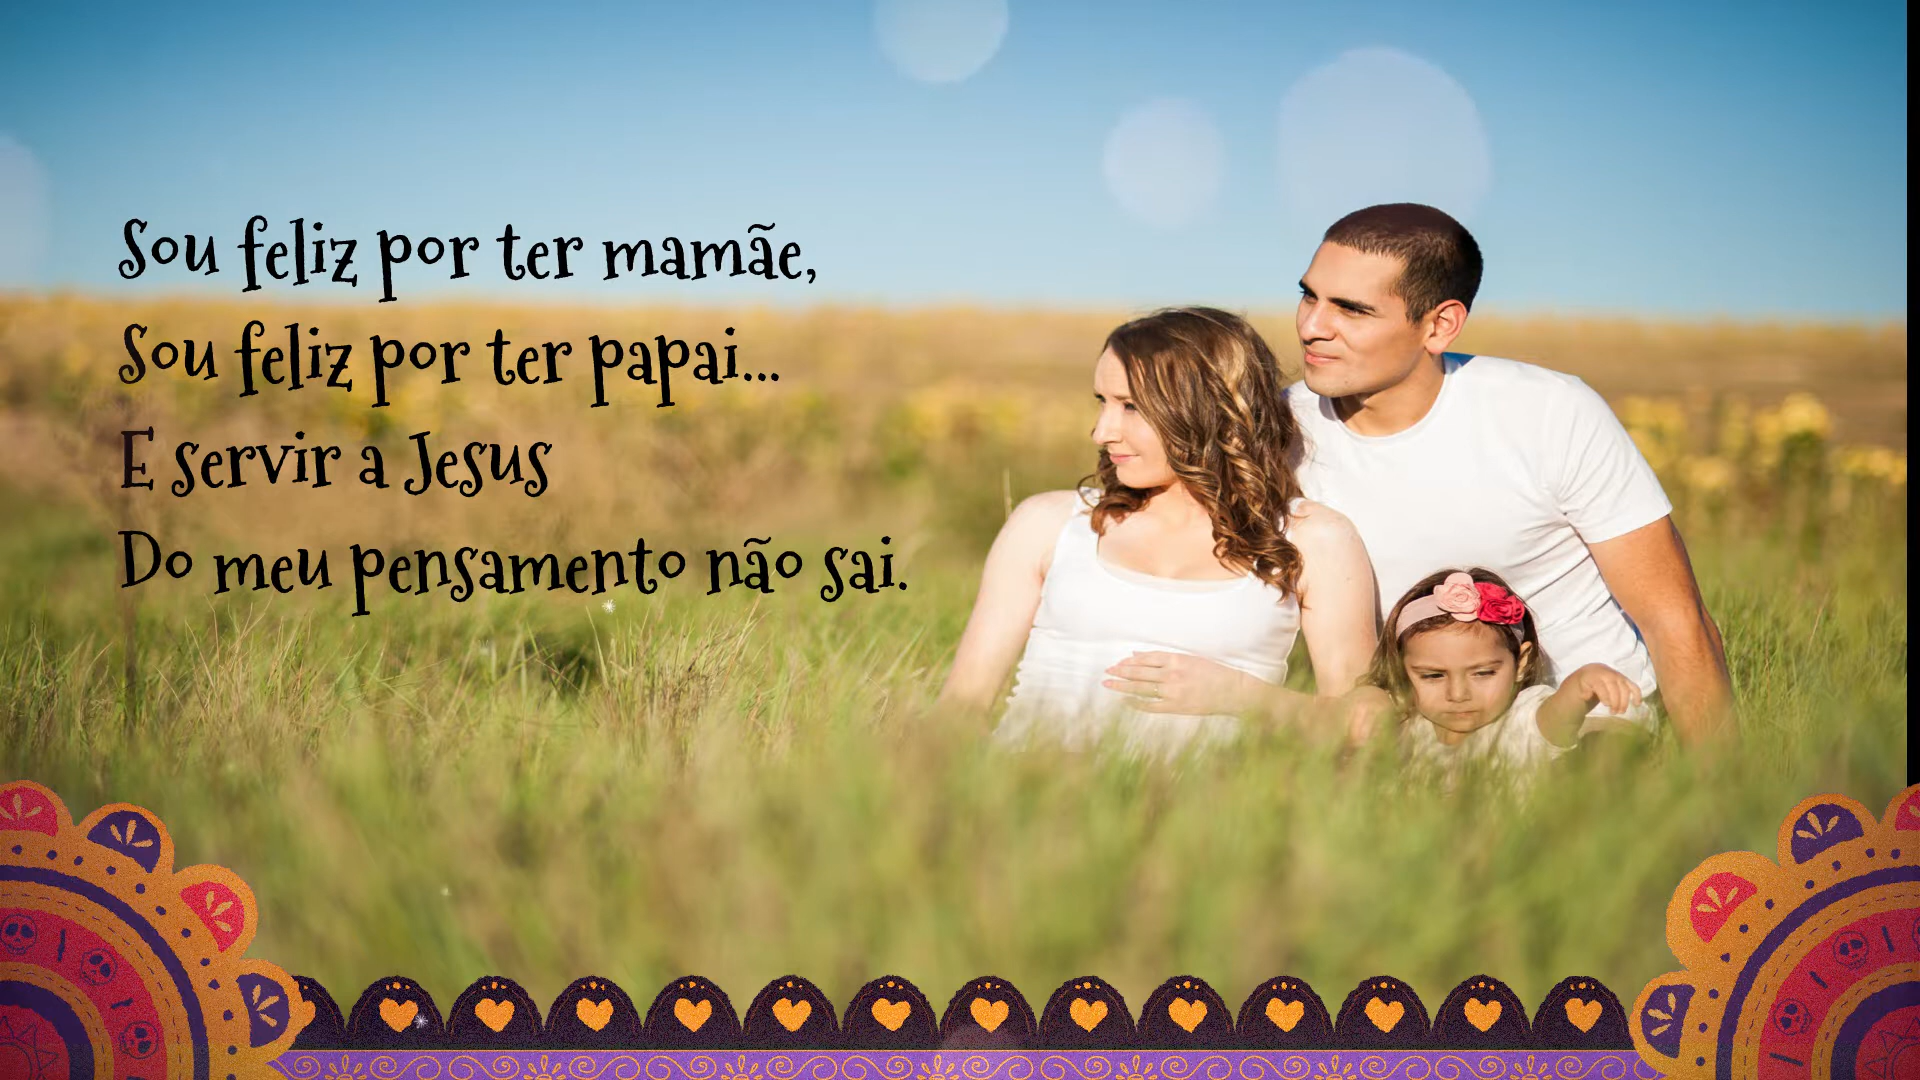 Sou feliz por ter mamãe,
Sou feliz por ter papai...
E servir a Jesus
Do meu pensamento não sai.